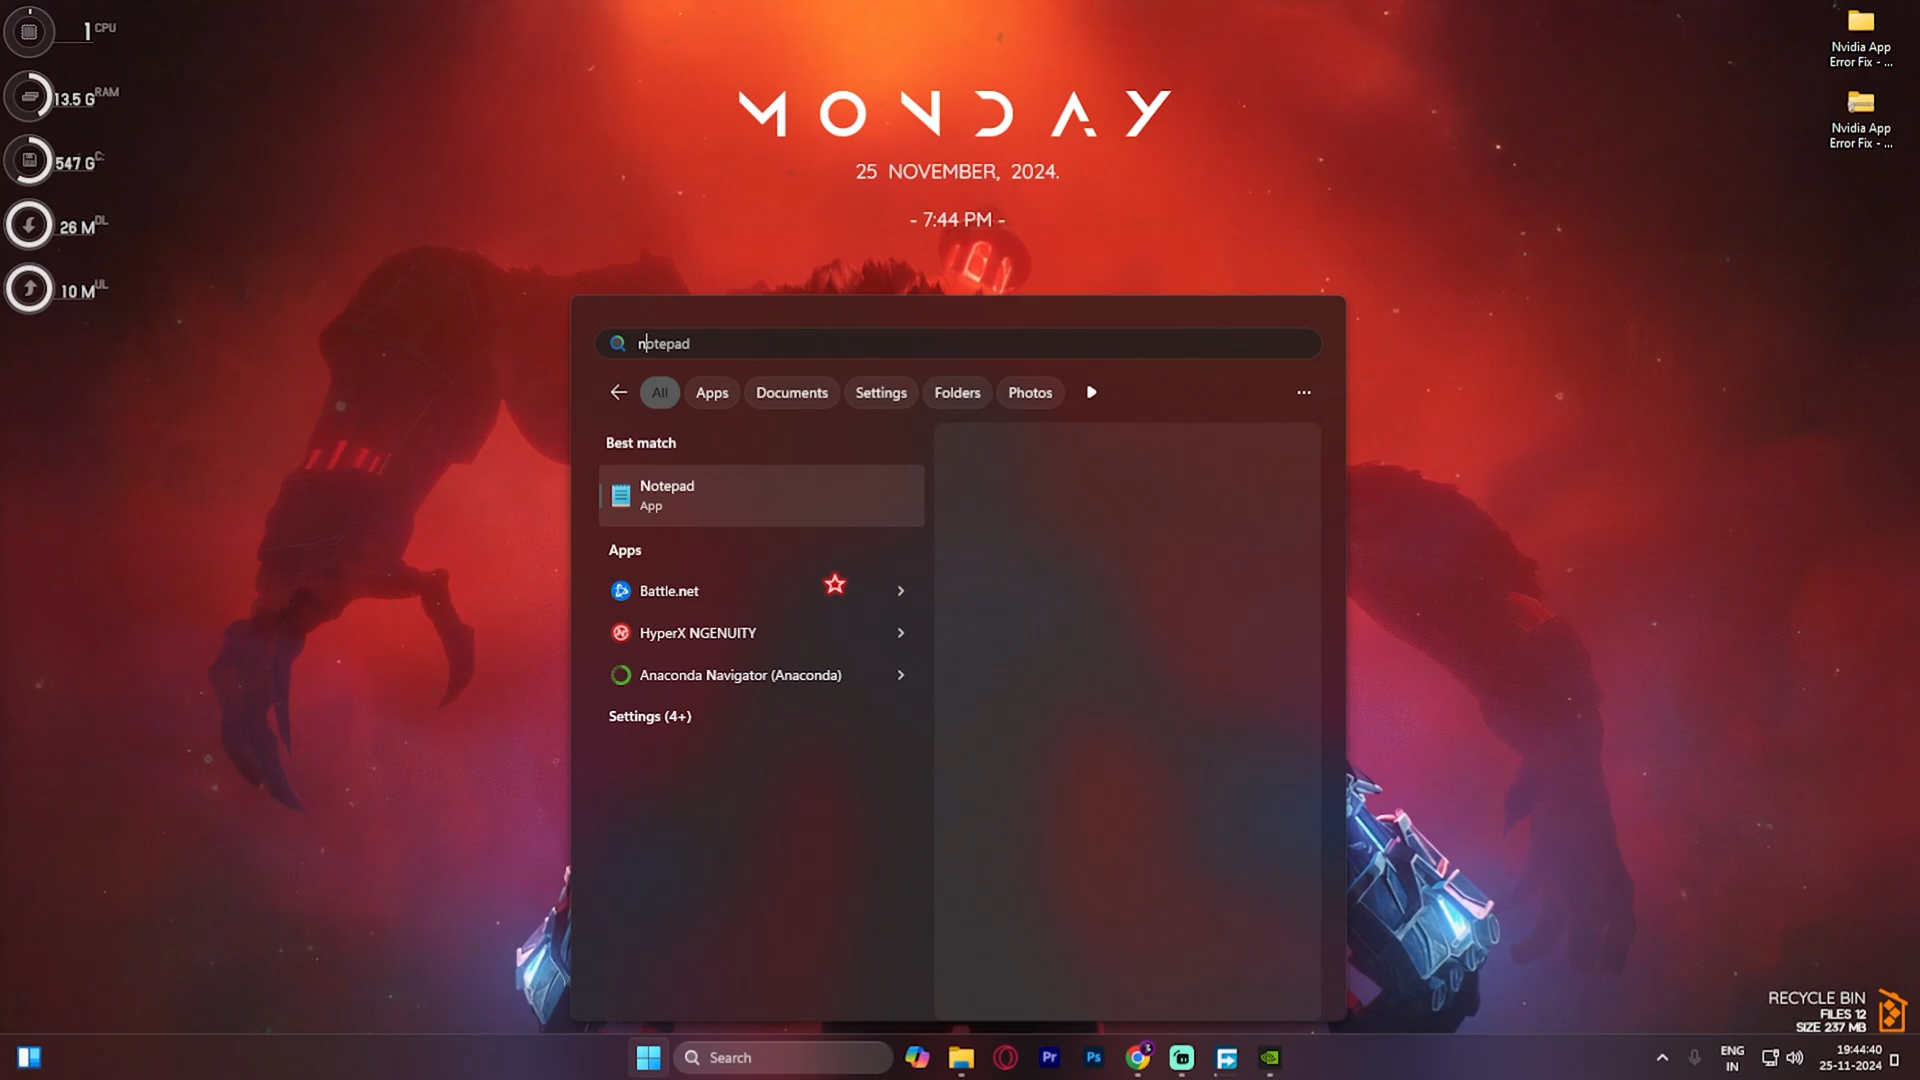 1 CPU
13.5 G RAM
547 G C:
26 M DL
10 M UL
MONDAY
25 NOVEMBER, 2024.
- 7:44 PM -
Nvidia App
Error Fix - ...
Nvidia App
Error Fix - ...
notepad
All Apps Documents Settings Folders Photos
Best match
Notepad
App
Apps
Battle.net
HyperX NGENUITY
Anaconda Navigator (Anaconda)
Settings (4+)
RECYCLE BIN
FILES 12
SIZE 237 MB
Search
Pr
Ps
3
ENG
IN
19:44:40
25-11-2024